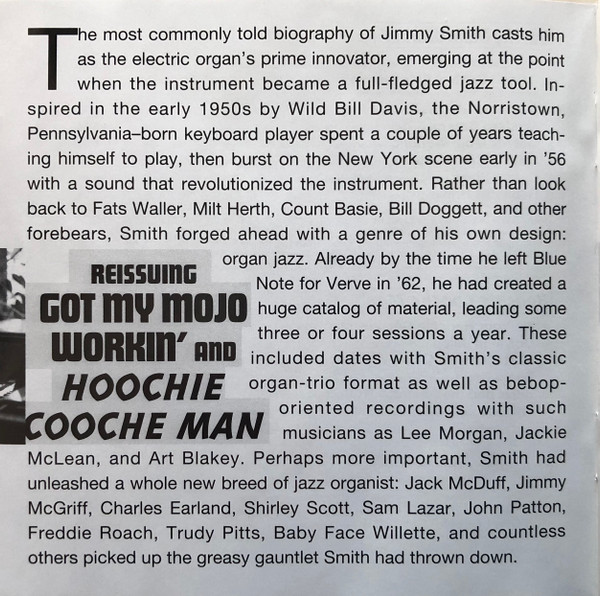 The most commonly told biography of Jimmy Smith casts him
as the electric organ's prime innovator, emerging at the point
when the instrument became a full-fledged jazz tool. In-
spired in the early 1950s by Wild Bill Davis, the Norristown,
Pennsylvania–born keyboard player spent a couple of years teach-
ing himself to play, then burst on the New York scene early in '56
with a sound that revolutionized the instrument. Rather than look
back to Fats Waller, Milt Herth, Count Basie, Bill Doggett, and other
forebears, Smith forged ahead with a genre of his own design:
organ jazz. Already by the time he left Blue
Note for Verve in '62, he had created a
huge catalog of material, leading some
three or four sessions a year. These
included dates with Smith's classic
organ-trio format as well as bebop-
oriented recordings with such
musicians as Lee Morgan, Jackie
McLean, and Art Blakey. Perhaps more important, Smith had
unleashed a whole new breed of jazz organist: Jack McDuff, Jimmy
McGriff, Charles Earland, Shirley Scott, Sam Lazar, John Patton,
Freddie Roach, Trudy Pitts, Baby Face Willette, and countless
others picked up the greasy gauntlet Smith had thrown down.
REISSUING
GOT MY MOJO
WORKIN' AND
HOOCHIE
COOCHE MAN